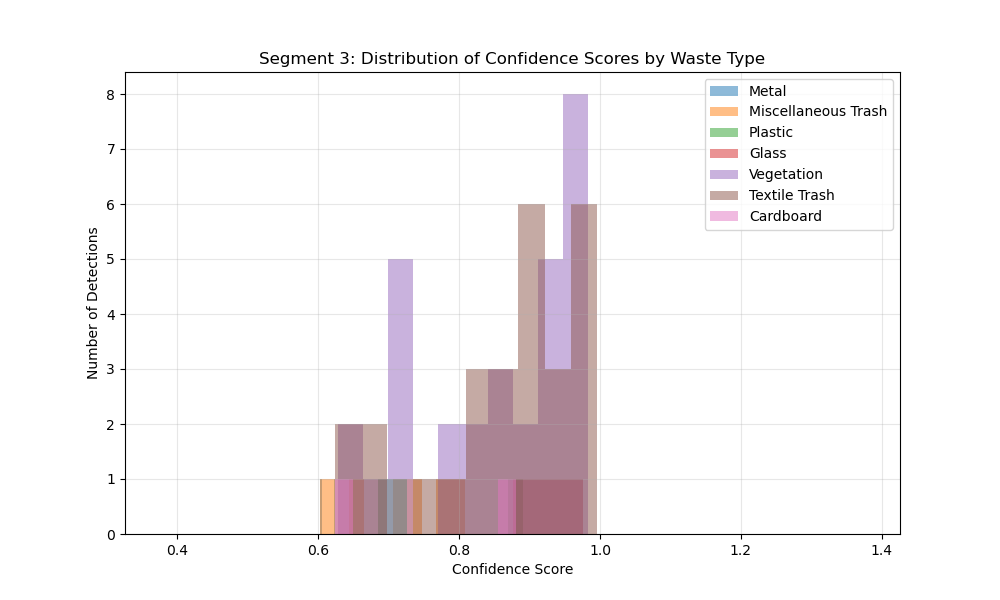 Segment 3: Distribution of Confidence Scores by Waste Type
Metal
Miscellaneous Trash
Plastic
Glass
Vegetation
Textile Trash
Cardboard
8
7
6
5
4
3
2
1
0
Number of Detections
0.4 0.6 0.8 1.0 1.2 1.4
Confidence Score